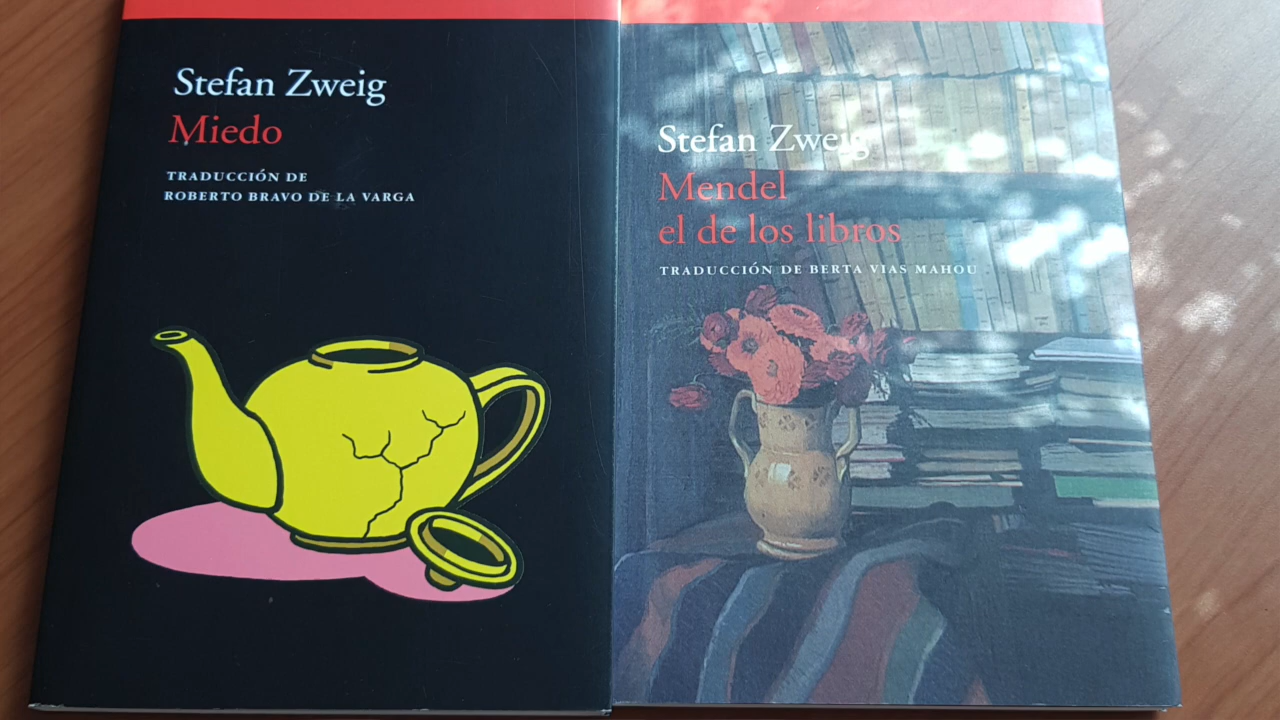 Stefan Zweig
Miedo
TRADUCCIÓN DE
ROBERTO BRAVO DE LA VARGA
Stefan Zweig
Mendel
el de los libros
TRADUCCIÓN DE BERTA VIAS MAHOU